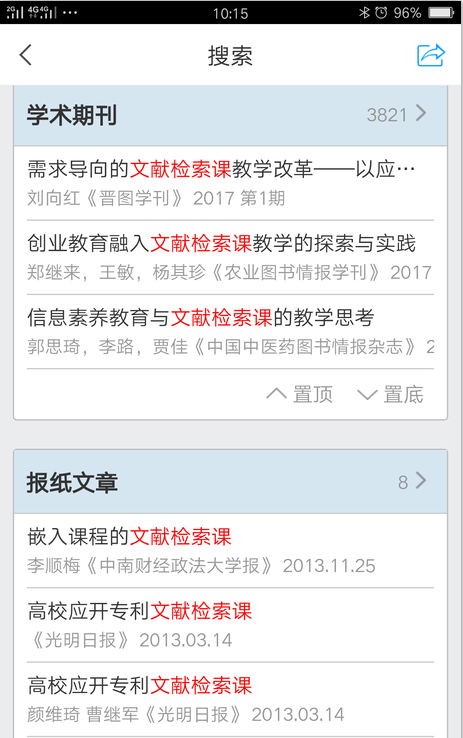 2G 4G 4G ··· 10:15 96%
搜索
学术期刊 3821
需求导向的文献检索课教学改革——以应…
刘向红《晋图学刊》 2017 第1期
创业教育融入文献检索课教学的探索与实践
郑继来，王敏，杨其珍《农业图书情报学刊》 2017
信息素养教育与文献检索课的教学思考
郭思琦，李路，贾佳《中国中医药图书情报杂志》 2
置顶 置底
报纸文章 8
嵌入课程的文献检索课
李顺梅《中南财经政法大学报》 2013.11.25
高校应开专利文献检索课
《光明日报》 2013.03.14
高校应开专利文献检索课
颜维琦 曹继军《光明日报》 2013.03.14